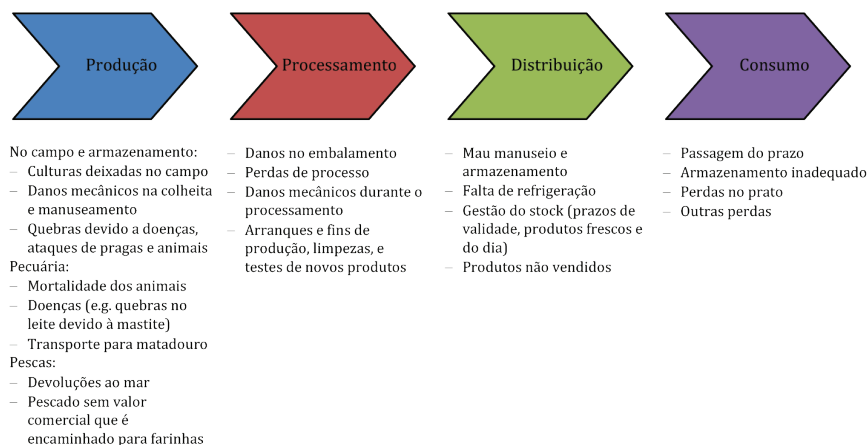 Produção
No campo e armazenamento:
– Culturas deixadas no campo
– Danos mecânicos na colheita
e manuseamento
– Quebras devido a doenças,
ataques de pragas e animais
Pecuária:
– Mortalidade dos animais
– Doenças (e.g. quebras no
leite devido à mastite)
– Transporte para matadouro
Pescas:
– Devoluções ao mar
– Pescado sem valor
comercial que é
encaminhado para farinhas
Processamento
– Danos no embalamento
– Perdas de processo
– Danos mecânicos durante o
processamento
– Arranques e fins de
produção, limpezas, e
testes de novos produtos
Distribuição
– Mau manuseio e
armazenamento
– Falta de refrigeração
– Gestão do stock (prazos de
validade, produtos frescos e
do dia)
– Produtos não vendidos
Consumo
– Passagem do prazo
– Armazenamento inadequado
– Perdas no prato
– Outras perdas